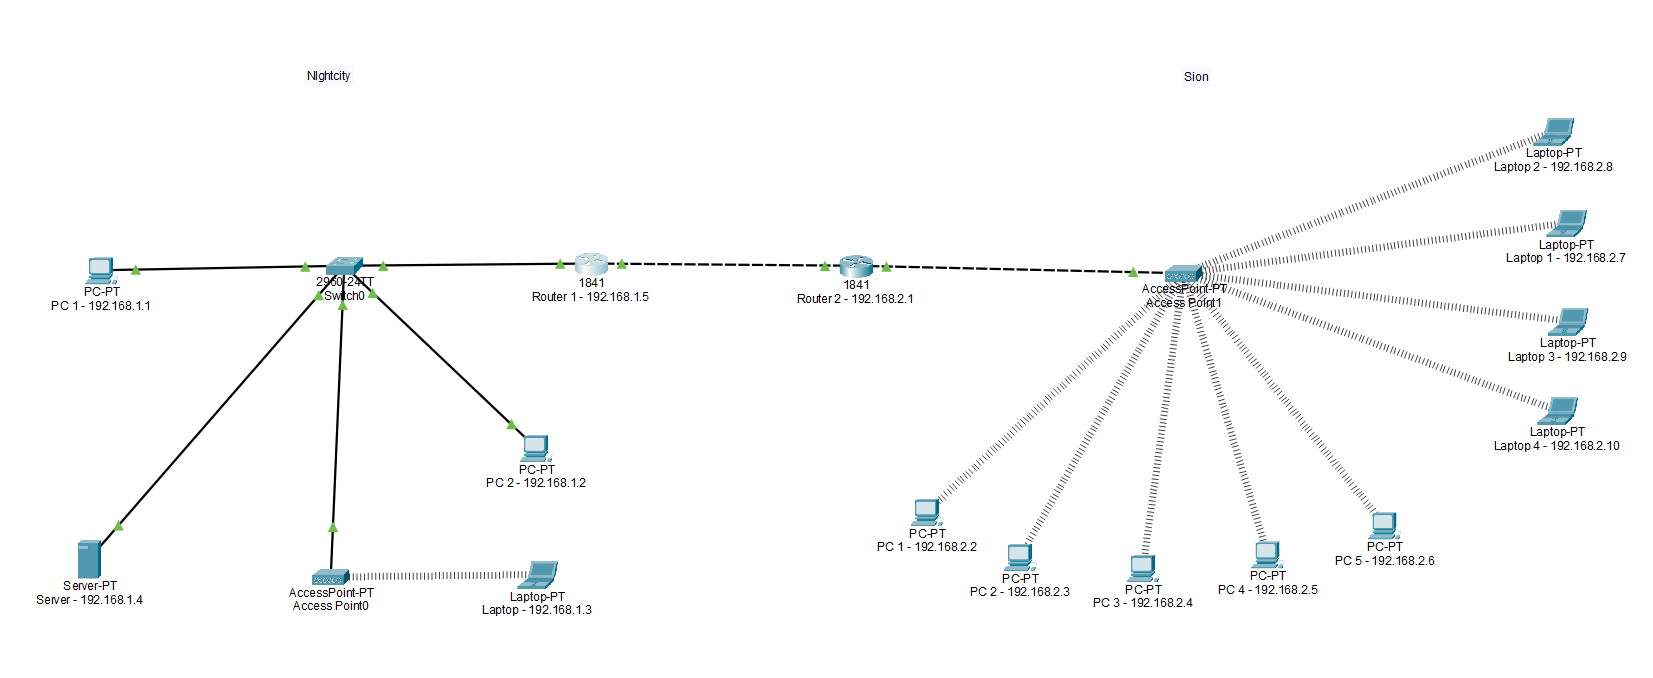 NIghtcity
Sion
Laptop-PT
Laptop 2 - 192.168.2.8
Laptop-PT
Laptop 1 - 192.168.2.7
PC-PT
PC 1 - 192.168.1.1
2960-24TT
Switch0
1841
Router 1 - 192.168.1.5
1841
Router 2 - 192.168.2.1
AccessPoint-PT
Access Point1
Laptop-PT
Laptop 3 - 192.168.2.9
Laptop-PT
Laptop 4 - 192.168.2.10
PC-PT
PC 2 - 192.168.1.2
PC-PT
PC 1 - 192.168.2.2
PC-PT
PC 2 - 192.168.2.3
PC-PT
PC 3 - 192.168.2.4
PC-PT
PC 4 - 192.168.2.5
PC-PT
PC 5 - 192.168.2.6
Server-PT
Server - 192.168.1.4
AccessPoint-PT
Access Point0
Laptop-PT
Laptop - 192.168.1.3